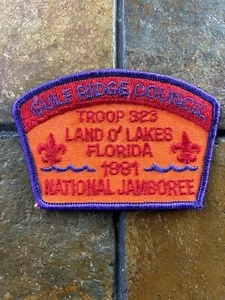 GULF RIDGE COUNCIL
TROOP 323
LAND O' LAKES
FLORIDA
1981
NATIONAL JAMBOREE